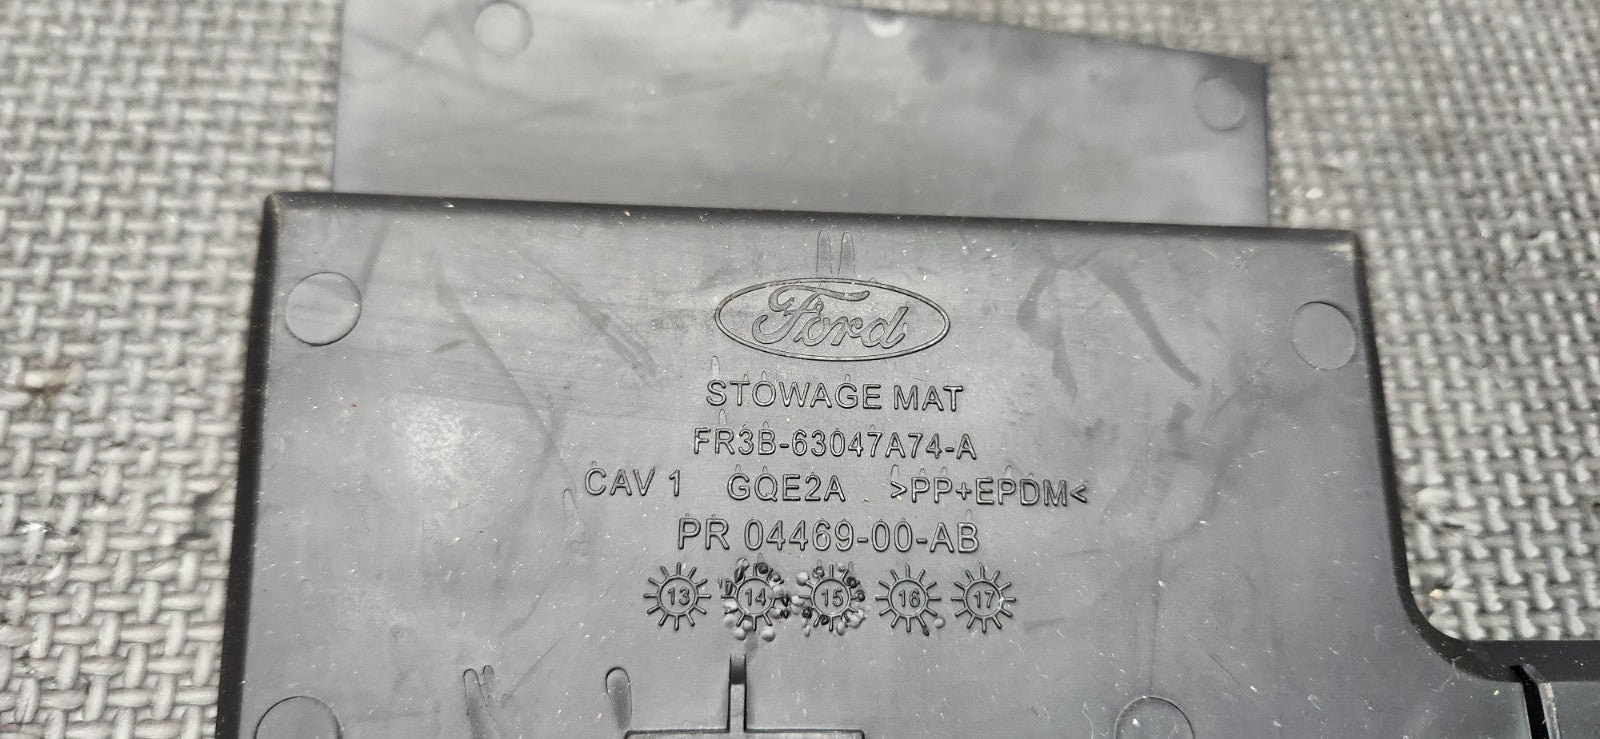 Ford
STOWAGE MAT
FR3B-63047A74-A
CAV 1 GQE2A >PP+EPDM<
PR 04469-00-AB
13 14 15 16 17